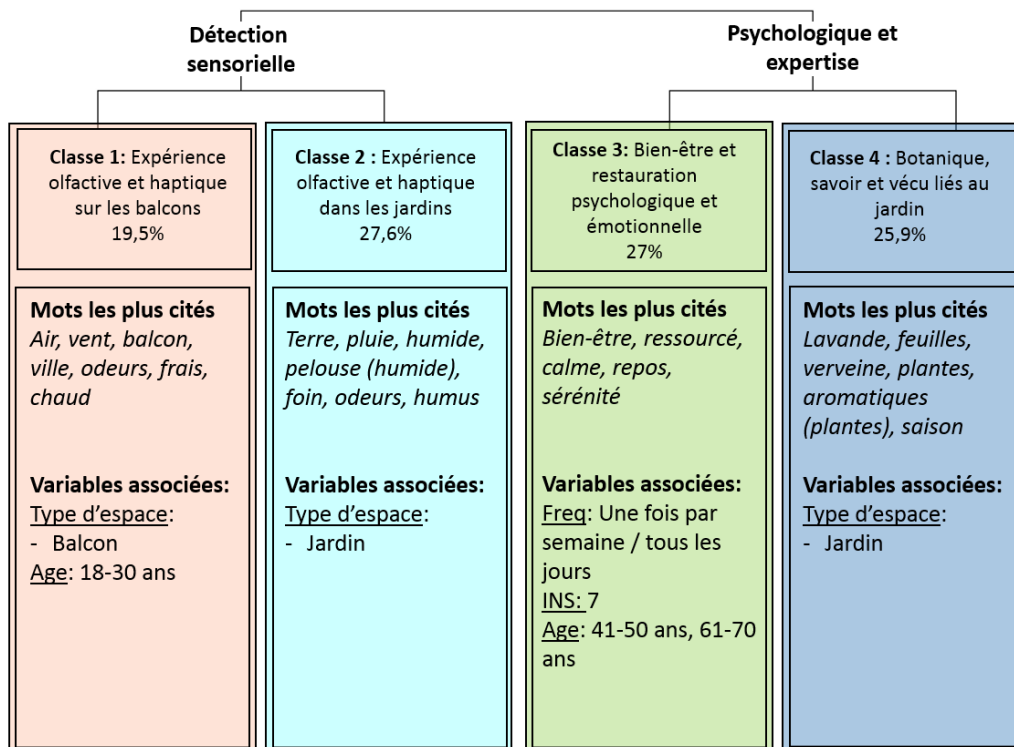 Détection
sensorielle
Psychologique et
expertise
Classe 1: Expérience
olfactive et haptique
sur les balcons
19,5%
Mots les plus cités
Air, vent, balcon,
ville, odeurs, frais,
chaud
Variables associées:
Type d’espace:
- Balcon
Age: 18-30 ans
Classe 2 : Expérience
olfactive et haptique
dans les jardins
27,6%
Mots les plus cités
Terre, pluie, humide,
pelouse (humide),
foin, odeurs, humus
Variables associées:
Type d’espace:
- Jardin
Classe 3: Bien-être et
restauration
psychologique et
émotionnelle
27%
Mots les plus cités
Bien-être, ressourcé,
calme, repos,
sérénité
Variables associées:
Freq: Une fois par
semaine / tous les
jours
INS: 7
Age: 41-50 ans, 61-70
ans
Classe 4 : Botanique,
savoir et vécu liés au
jardin
25,9%
Mots les plus cités
Lavande, feuilles,
verveine, plantes,
aromatiques
(plantes), saison
Variables associées:
Type d’espace:
- Jardin